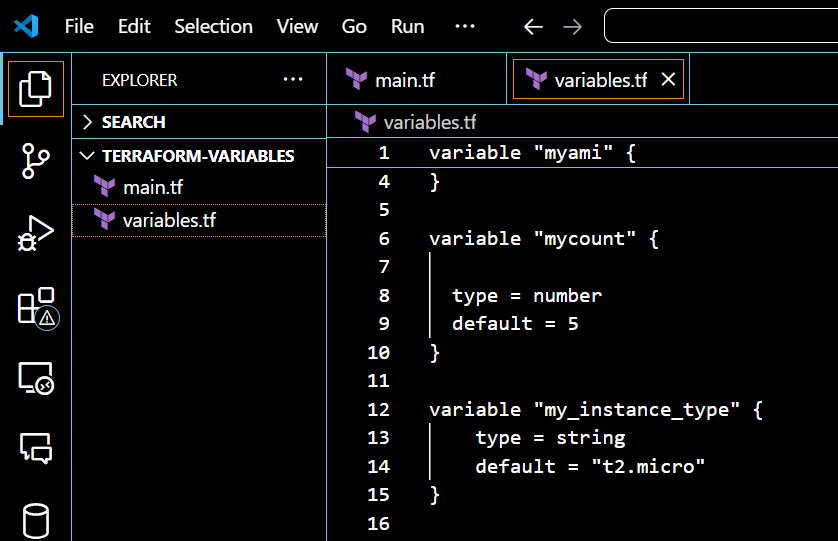 File Edit Selection View Go Run ···
EXPLORER ···
SEARCH
TERRAFORM-VARIABLES
main.tf
variables.tf
main.tf
variables.tf
variables.tf
1 variable "myami" {
4 }
5
6 variable "mycount" {
7
8 type = number
9 default = 5
10 }
11
12 variable "my_instance_type" {
13 type = string
14 default = "t2.micro"
15 }
16